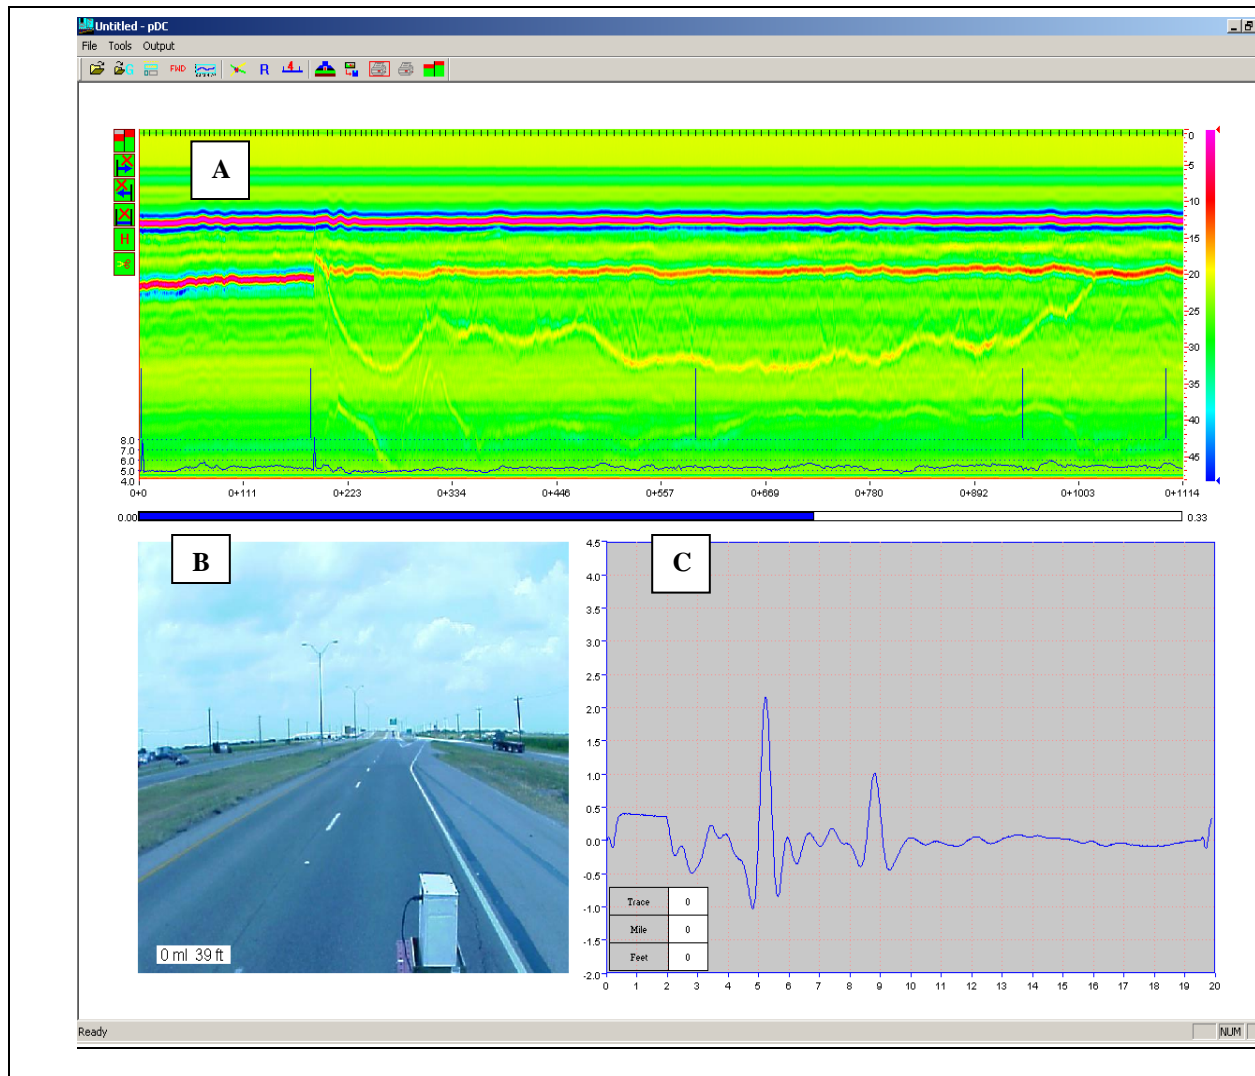 Untitled - pDC
File Tools Output
G FWD R 4
A
H
0
-10
-15
-20
-25
-30
-35
-40
-45
8.0
7.0
6.0
5.0
4.0
0+0 0+111 0+223 0+334 0+446 0+557 0+669 0+780 0+892 0+1003 0+1114
0.00 0.33
B
0 ml 39 ft
C
4.5
4.0
3.5
3.0
2.5
2.0
1.5
1.0
0.5
0.0
-0.5
-1.0
-1.5
-2.0
Trace 0
Mile 0
Feet 0
0 1 2 3 4 5 6 7 8 9 10 11 12 13 14 15 16 17 18 19 20
Ready NUM